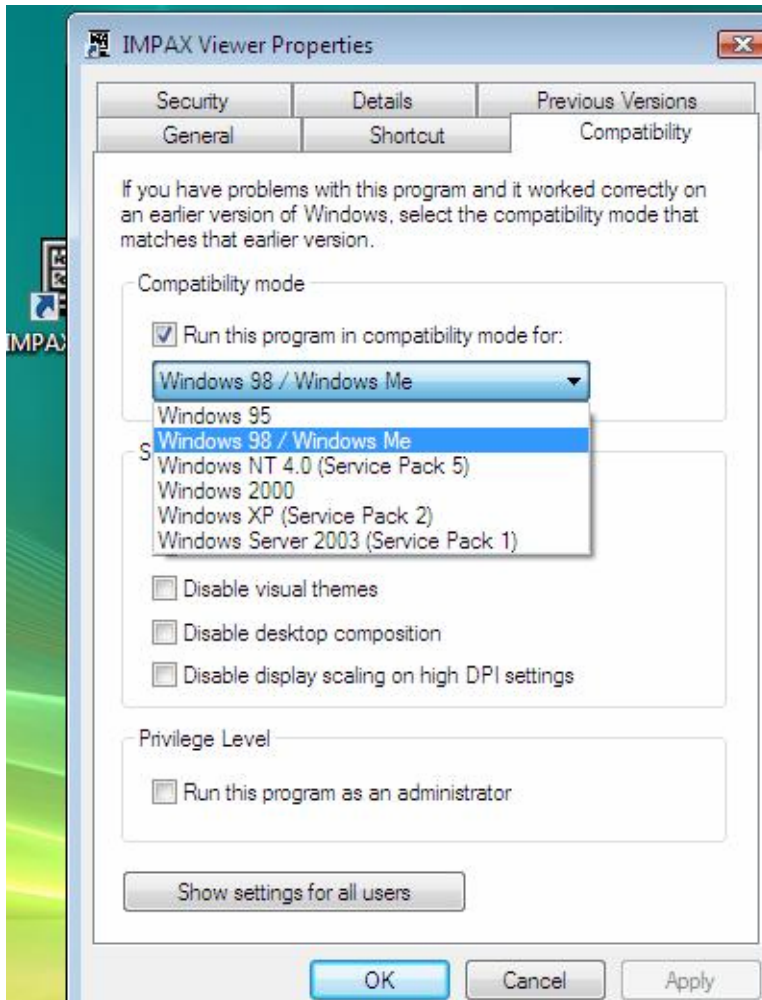 IMPAX Viewer Properties
Security Details Previous Versions
General Shortcut Compatibility
If you have problems with this program and it worked correctly on
an earlier version of Windows, select the compatibility mode that
matches that earlier version.
Compatibility mode
Run this program in compatibility mode for:
IMPAX
Windows 98 / Windows Me
Windows 95
Windows 98 / Windows Me
S
Windows NT 4.0 (Service Pack 5)
Windows 2000
Windows XP (Service Pack 2)
Windows Server 2003 (Service Pack 1)
Disable visual themes
Disable desktop composition
Disable display scaling on high DPI settings
Privilege Level
Run this program as an administrator
Show settings for all users
OK Cancel Apply